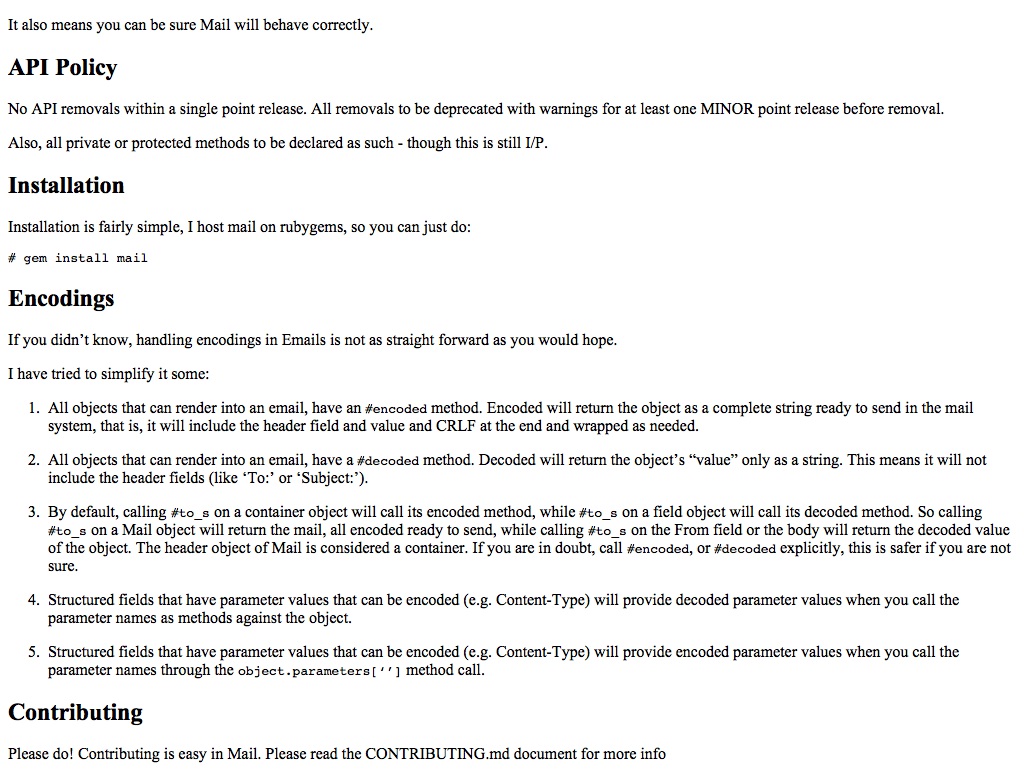 It also means you can be sure Mail will behave correctly.
API Policy
No API removals within a single point release. All removals to be deprecated with warnings for at least one MINOR point release before removal.
Also, all private or protected methods to be declared as such - though this is still I/P.
Installation
Installation is fairly simple, I host mail on rubygems, so you can just do:
# gem install mail
Encodings
If you didn’t know, handling encodings in Emails is not as straight forward as you would hope.
I have tried to simplify it some:
1. All objects that can render into an email, have an #encoded method. Encoded will return the object as a complete string ready to send in the mail
system, that is, it will include the header field and value and CRLF at the end and wrapped as needed.
2. All objects that can render into an email, have a #decoded method. Decoded will return the object’s “value” only as a string. This means it will not
include the header fields (like ‘To:’ or ‘Subject:’).
3. By default, calling #to_s on a container object will call its encoded method, while #to_s on a field object will call its decoded method. So calling
#to_s on a Mail object will return the mail, all encoded ready to send, while calling #to_s on the From field or the body will return the decoded value
of the object. The header object of Mail is considered a container. If you are in doubt, call #encoded, or #decoded explicitly, this is safer if you are not
sure.
4. Structured fields that have parameter values that can be encoded (e.g. Content-Type) will provide decoded parameter values when you call the
parameter names as methods against the object.
5. Structured fields that have parameter values that can be encoded (e.g. Content-Type) will provide encoded parameter values when you call the
parameter names through the object.parameters[‘’] method call.
Contributing
Please do! Contributing is easy in Mail. Please read the CONTRIBUTING.md document for more info